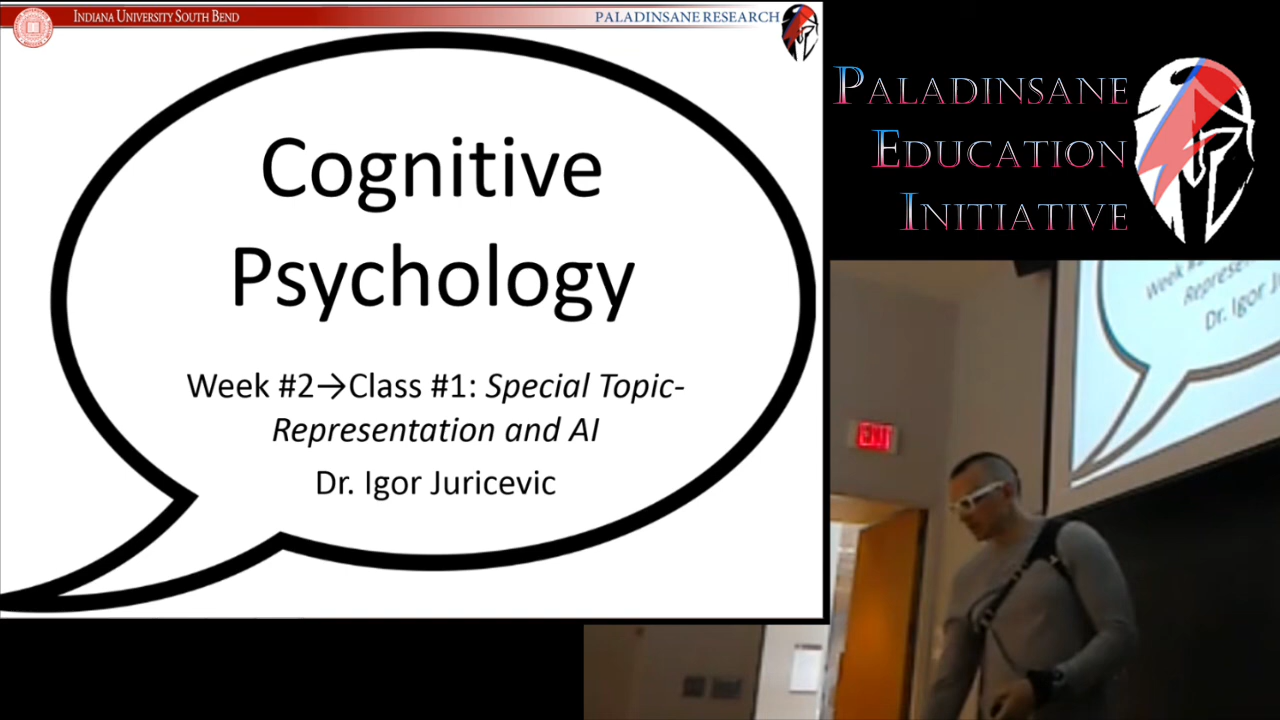 INDIANA UNIVERSITY SOUTH BEND
PALADINSANE RESEARCH
Cognitive
Psychology
Week #2→Class #1: Special Topic-
Representation and AI
Dr. Igor Juricevic
PALADINSANE
EDUCATION
INITIATIVE
Week #
Represe
Dr. Igor J
EXIT